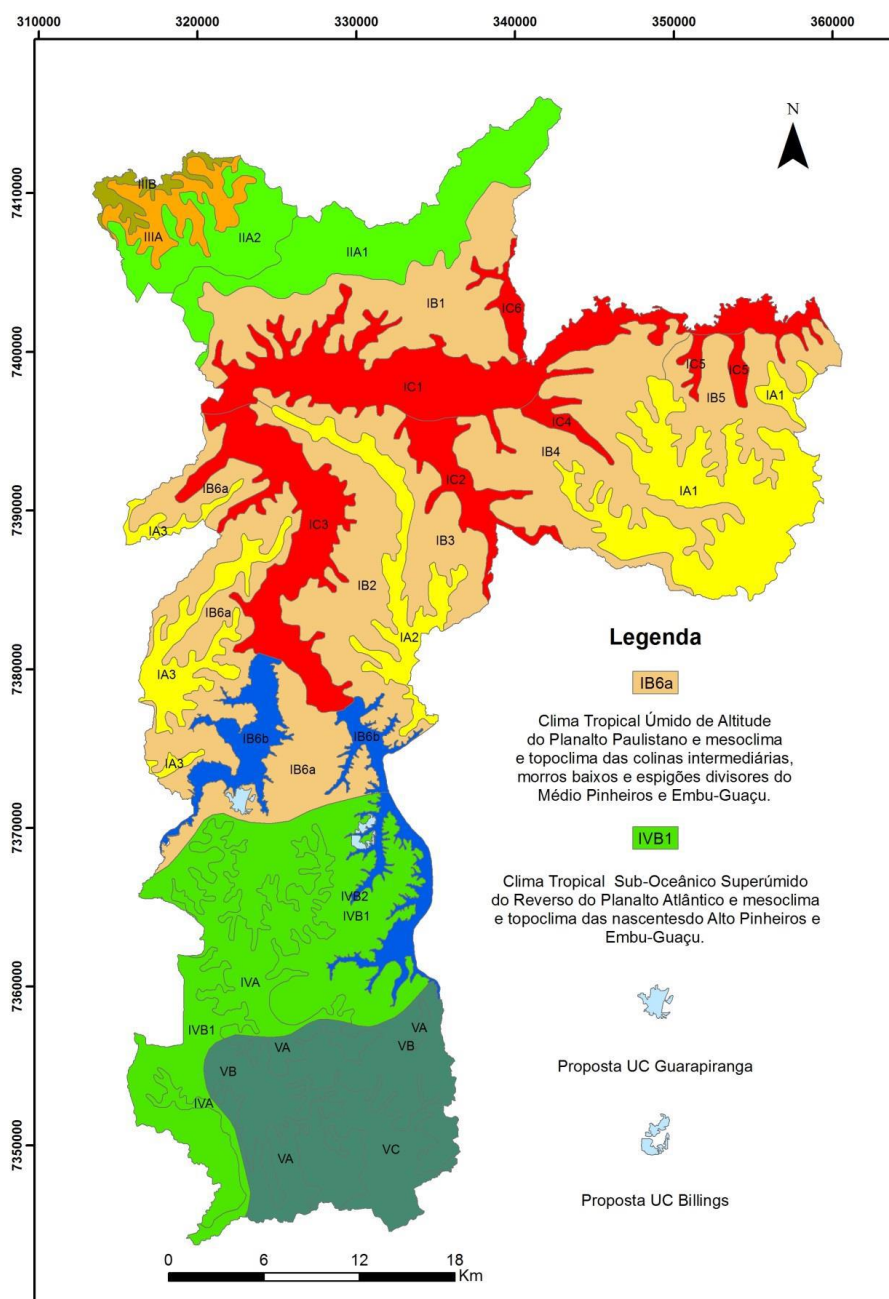 310000
320000
330000
340000
350000
360000
N
7410000
7400000
7390000
7380000
7370000
7360000
7350000
IIIB
IIIA
IIA2
IIA1
IB1
IC6
IC1
IC5
IC5
IB5
IA1
IC4
IB4
IA1
IC2
IB6a
IA3
IC3
IB3
IB2
IB6a
IA2
IA3
IB6b
IB6b
IB6a
IA3
IVB2
IVB1
IVA
IVB1
VA
VA
VB
VB
IVA
VA
VC
Legenda
IB6a
Clima Tropical Úmido de Altitude
do Planalto Paulistano e mesoclima
e topoclima das colinas intermediárias,
morros baixos e espigões divisores do
Médio Pinheiros e Embu-Guaçu.
IVB1
Clima Tropical Sub-Oceânico Superúmido
do Reverso do Planalto Atlântico e mesoclima
e topoclima das nascentesdo Alto Pinheiros e
Embu-Guaçu.
Proposta UC Guarapiranga
Proposta UC Billings
0 6 12 18
Km